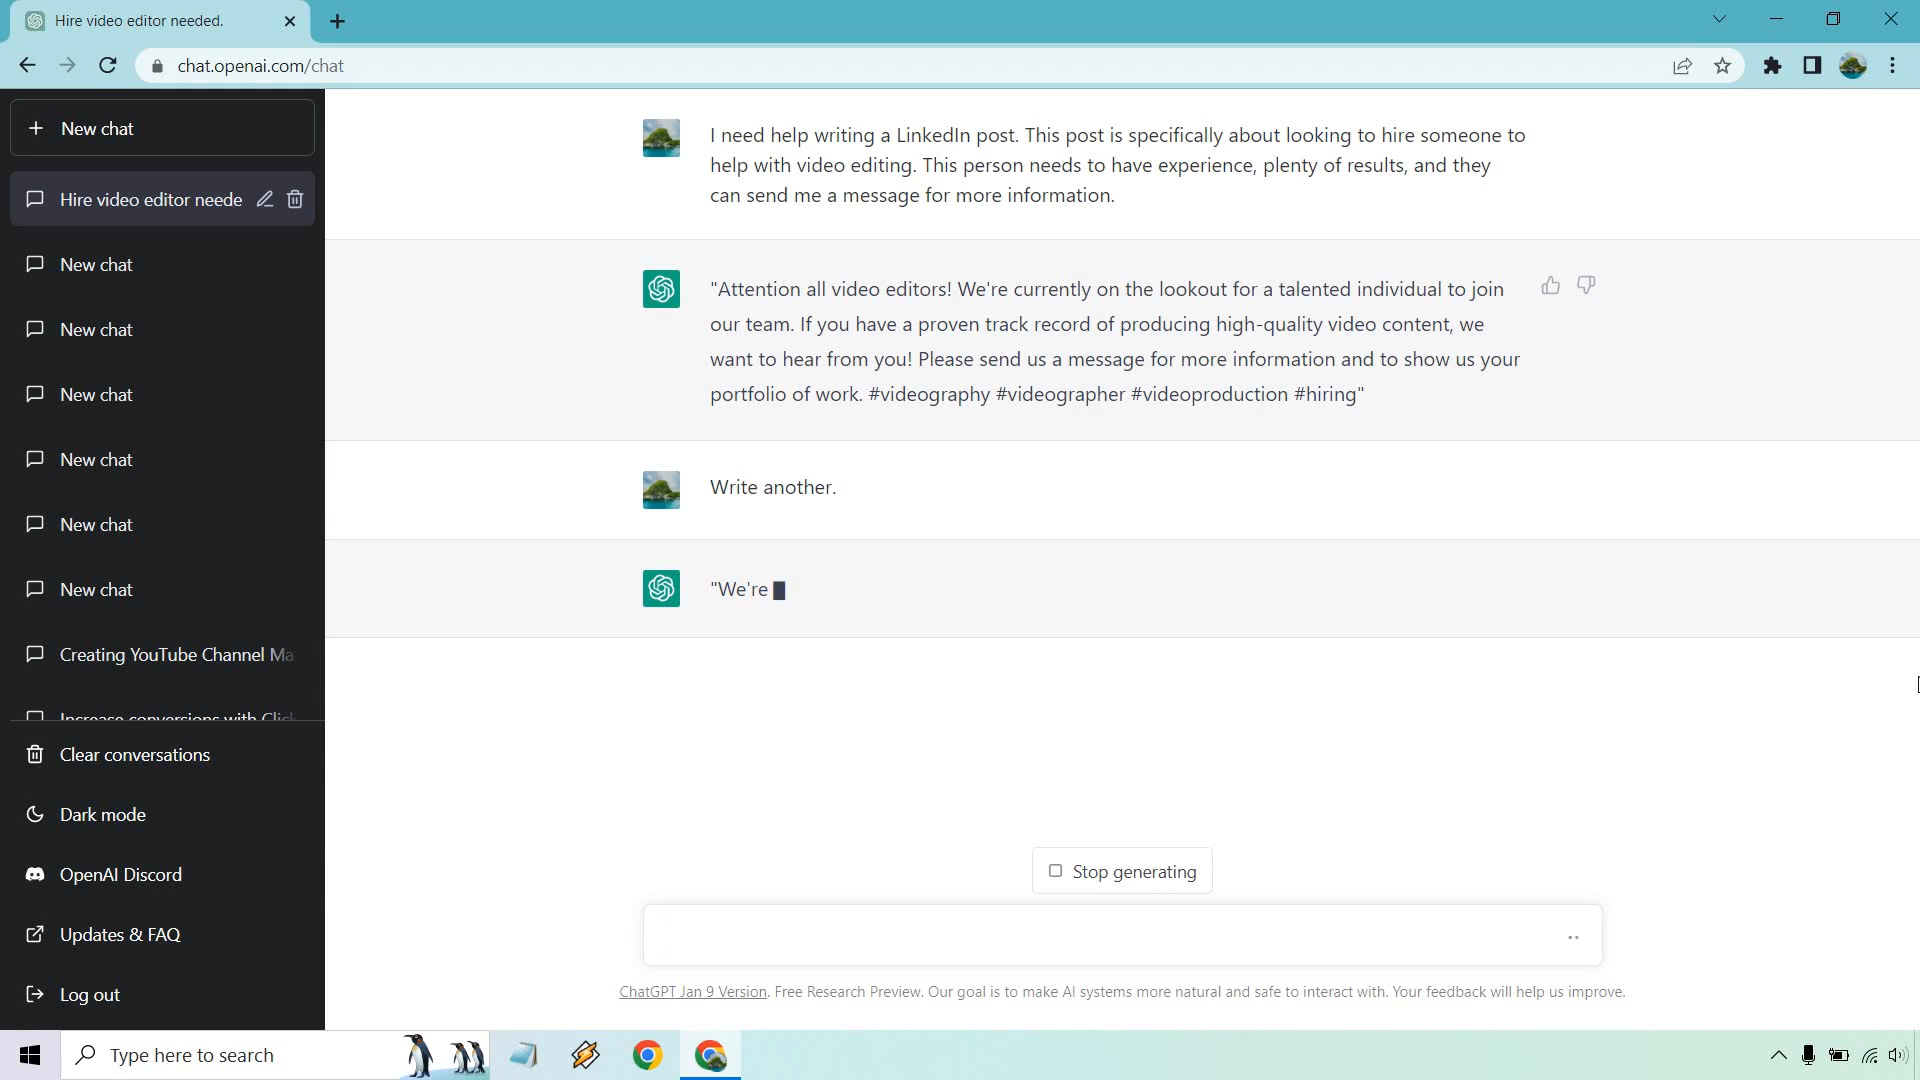 Hire video editor needed.
chat.openai.com/chat
New chat
Hire video editor neede
New chat
New chat
New chat
New chat
New chat
New chat
Creating YouTube Channel Ma
Increase conversions with Clic
Clear conversations
Dark mode
OpenAI Discord
Updates & FAQ
Log out
I need help writing a LinkedIn post. This post is specifically about looking to hire someone to
help with video editing. This person needs to have experience, plenty of results, and they
can send me a message for more information.
"Attention all video editors! We're currently on the lookout for a talented individual to join
our team. If you have a proven track record of producing high-quality video content, we
want to hear from you! Please send us a message for more information and to show us your
portfolio of work. #videography #videographer #videoproduction #hiring"
Write another.
"We're
Stop generating
ChatGPT Jan 9 Version. Free Research Preview. Our goal is to make AI systems more natural and safe to interact with. Your feedback will help us improve.
Type here to search